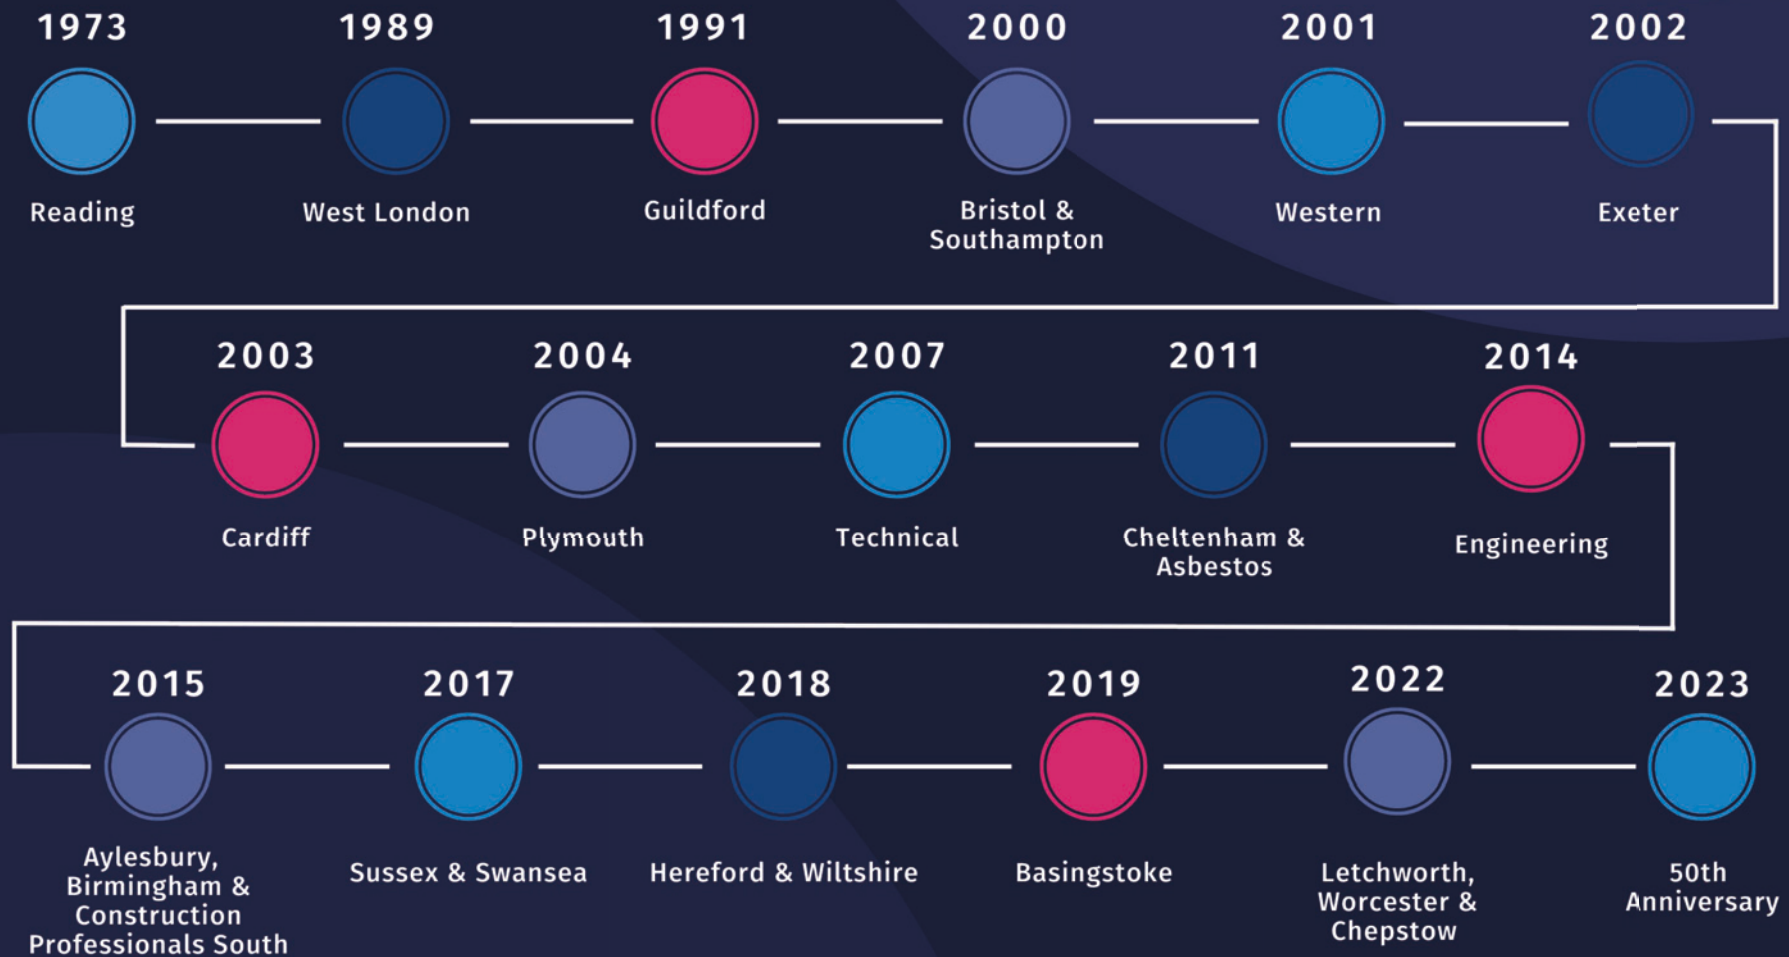 1973
1989
1991
2000
2001
2002
Reading
West London
Guildford
Bristol &
Southampton
Western
Exeter
2003
2004
2007
2011
2014
Cardiff
Plymouth
Technical
Cheltenham &
Asbestos
Engineering
2015
2017
2018
2019
2022
2023
Aylesbury,
Birmingham &
Construction
Professionals South
Sussex & Swansea
Hereford & Wiltshire
Basingstoke
Letchworth,
Worcester &
Chepstow
50th
Anniversary